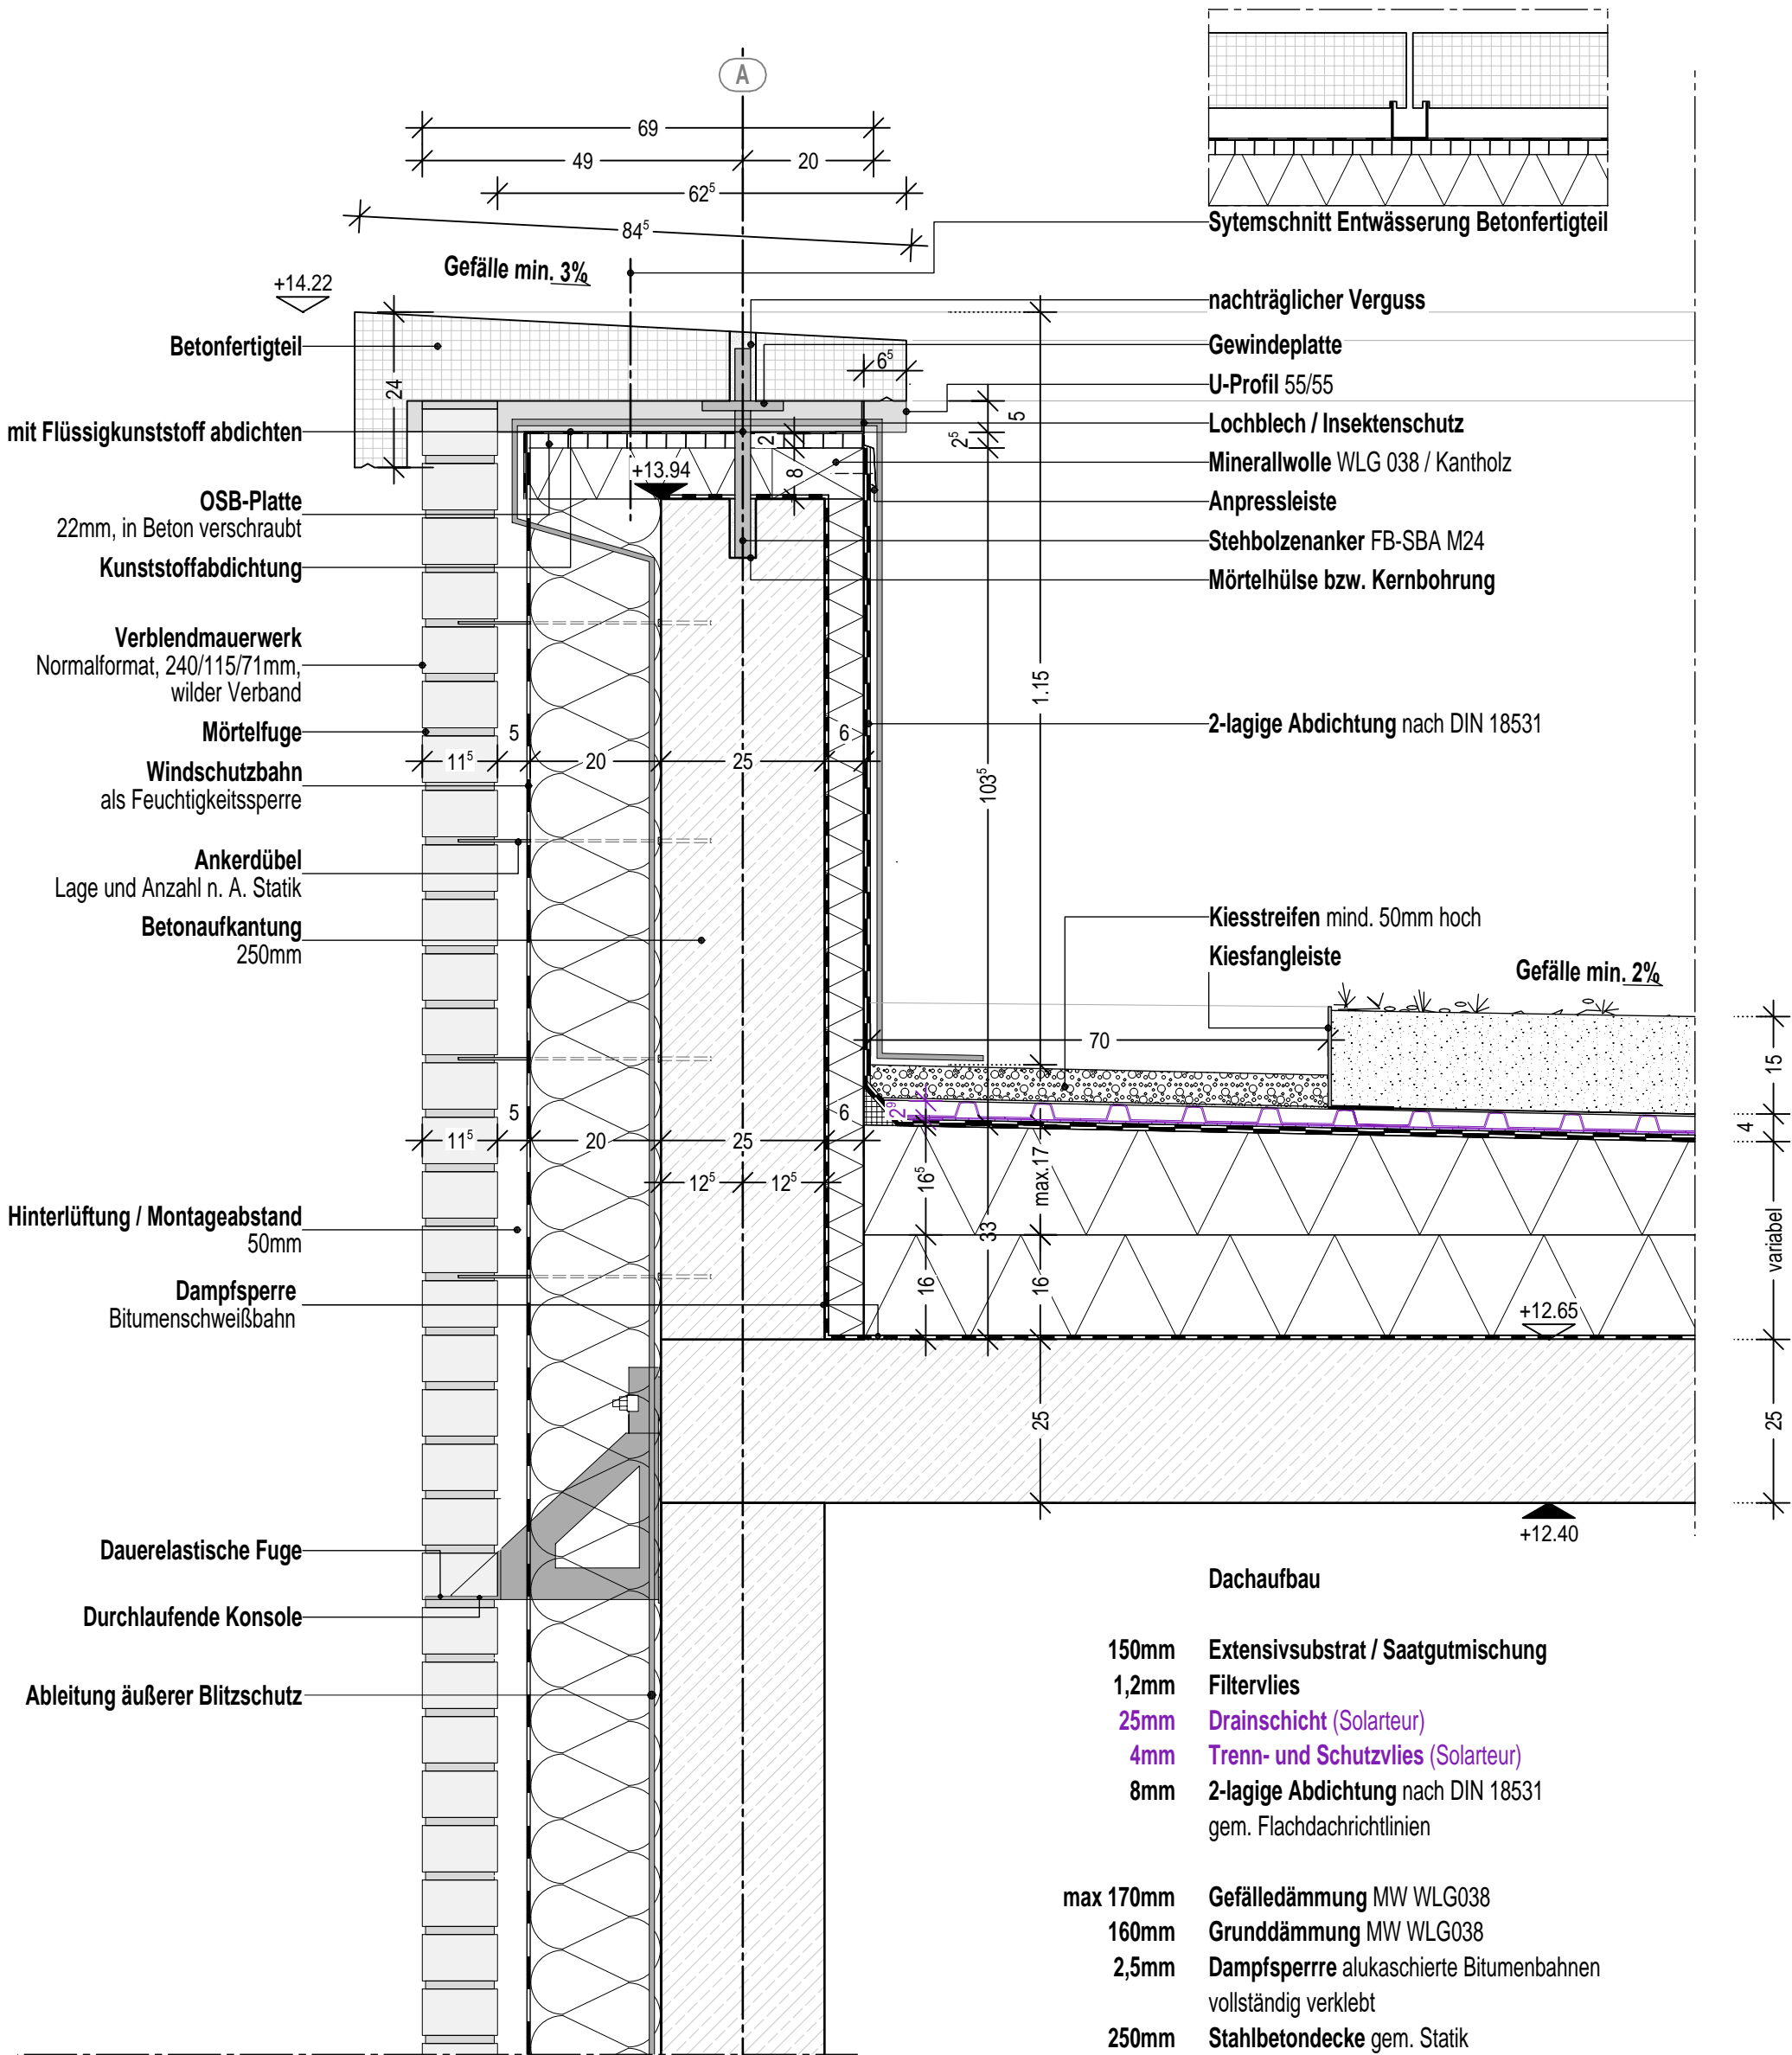 A
69
49
20
62⁵
84⁵
Gefälle min. 3%
+14.22
Sytemschnitt Entwässerung Betonfertigteil
Betonfertigteil
24
mit Flüssigkunststoff abdichten
OSB-Platte
22mm, in Beton verschraubt
Kunststoffabdichtung
Verblendmauerwerk
Normalformat, 240/115/71mm,
wilder Verband
Mörtelfuge
Windschutzbahn
als Feuchtigkeitssperre
Ankerdübel
Lage und Anzahl n. A. Statik
Betonaufkantung
250mm
Hinterlüftung / Montageabstand
50mm
Dampfsperre
Bitumenschweißbahn
Dauerelastische Fuge
Durchlaufende Konsole
Ableitung äußerer Blitzschutz
nachträglicher Verguss
Gewindeplatte
U-Profil 55/55
Lochblech / Insektenschutz
Minerallwolle WLG 038 / Kantholz
Anpressleiste
Stehbolzenanker FB-SBA M24
Mörtelhülse bzw. Kernbohrung
2-lagige Abdichtung nach DIN 18531
Kiesstreifen mind. 50mm hoch
Kiesfangleiste
Gefälle min. 2%
6⁵
5
2⁵
2
8
+13.94
1.15
103⁵
5
6
11⁵
20
25
70
15
4
variabel
25
2⁹
5
6
11⁵
20
25
12⁵
12⁵
16⁵
max.17
33
16
16
25
+12.65
+12.40
Dachaufbau
150mm Extensivsubstrat / Saatgutmischung
1,2mm Filtervlies
25mm Drainschicht (Solarteur)
4mm Trenn- und Schutzvlies (Solarteur)
8mm 2-lagige Abdichtung nach DIN 18531
gem. Flachdachrichtlinien
max 170mm Gefälledämmung MW WLG038
160mm Grunddämmung MW WLG038
2,5mm Dampfsperrre alukaschierte Bitumenbahnen
vollständig verklebt
250mm Stahlbetondecke gem. Statik